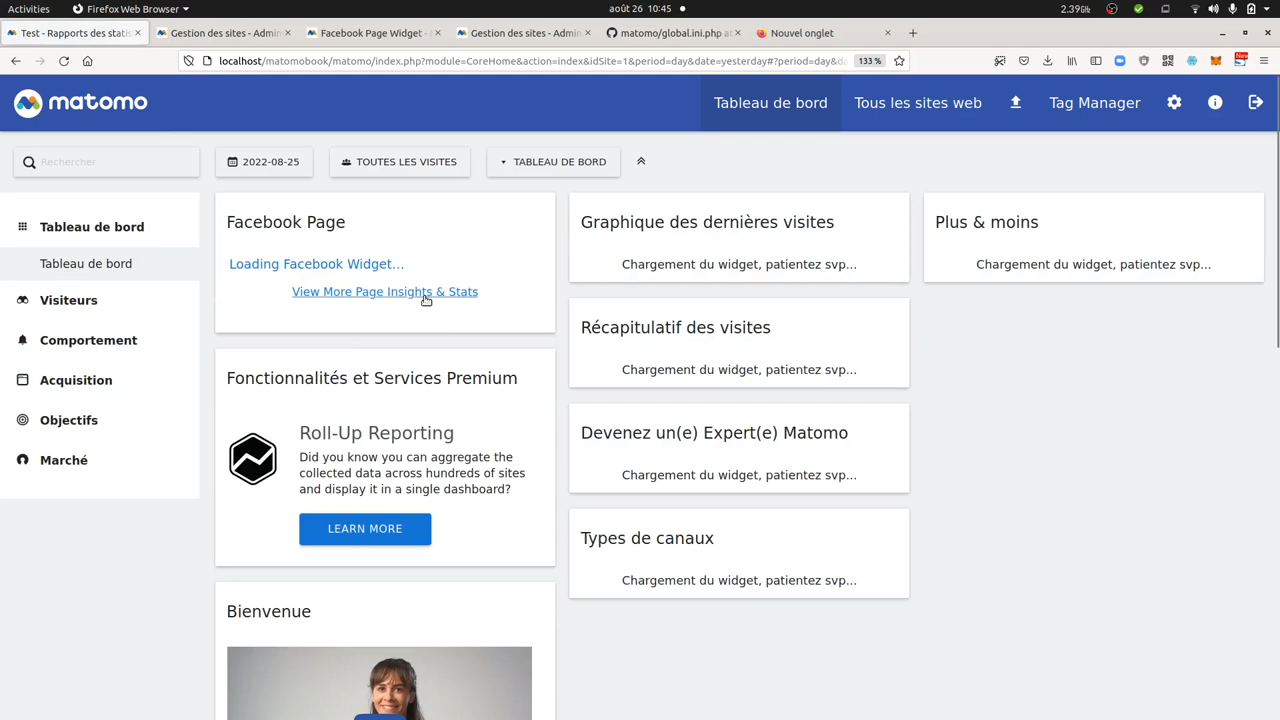 Activities
Firefox Web Browser
août 26 10:45
2.39 GHz
Test - Rapports des statis
Gestion des sites - Admin
Facebook Page Widget -
Gestion des sites - Admin
matomo/global.ini.php at
Nouvel onglet
localhost/matomobook/matomo/index.php?module=CoreHome&action=index&idSite=1&period=day&date=yesterday#?period=day&da
133 %
New
matomo
Tableau de bord
Tous les sites web
Tag Manager
Rechercher
2022-08-25
TOUTES LES VISITES
TABLEAU DE BORD
Tableau de bord
Tableau de bord
Visiteurs
Comportement
Acquisition
Objectifs
Marché
Facebook Page
Loading Facebook Widget...
View More Page Insights & Stats
Fonctionnalités et Services Premium
Roll-Up Reporting
Did you know you can aggregate the
collected data across hundreds of sites
and display it in a single dashboard?
LEARN MORE
Bienvenue
Graphique des dernières visites
Chargement du widget, patientez svp...
Récapitulatif des visites
Chargement du widget, patientez svp...
Devenez un(e) Expert(e) Matomo
Chargement du widget, patientez svp...
Types de canaux
Chargement du widget, patientez svp...
Plus & moins
Chargement du widget, patientez svp...